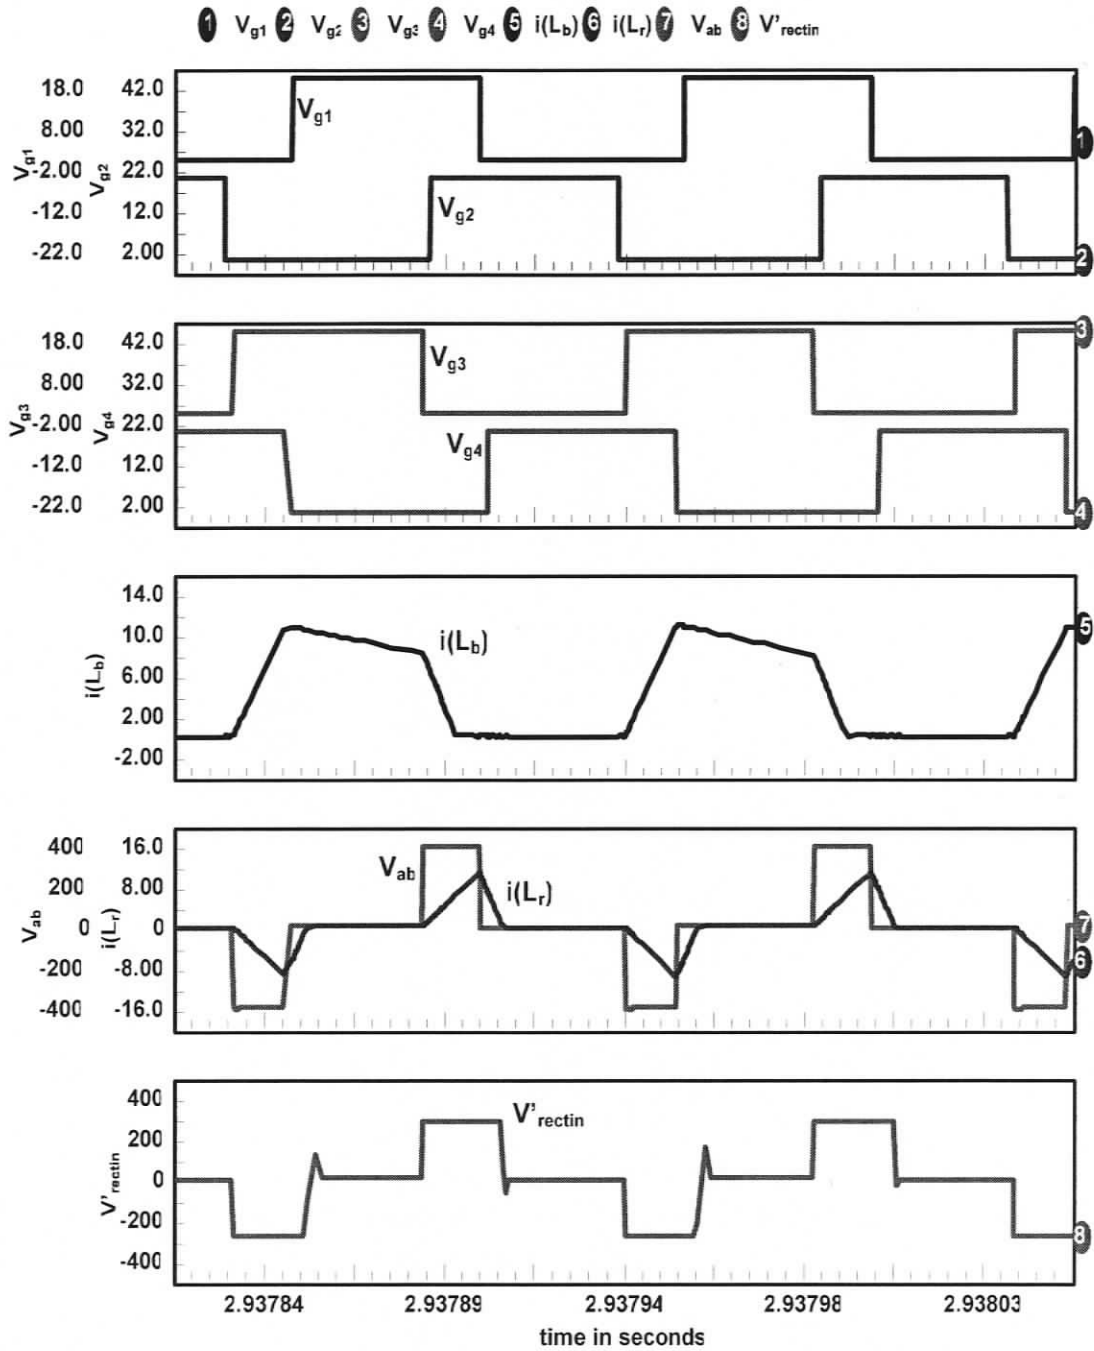 1 Vg1 2 Vg2 3 Vg3 4 Vg4 5 i(Lb) 6 i(Lr) 7 Vab 8 V'rectin
18.0 42.0
8.00 32.0
-2.00 22.0
-12.0 12.0
-22.0 2.00
Vg1 Vg2
Vg1
Vg2
1
2
18.0 42.0
8.00 32.0
-2.00 22.0
-12.0 12.0
-22.0 2.00
Vg3 Vg4
Vg3
Vg4
3
4
14.0
10.0
6.00
2.00
-2.00
i(Lb)
i(Lb)
5
400 16.0
200 8.00
0 0
-200 -8.00
-400 -16.0
Vab i(Lr)
Vab
i(Lr)
7
6
400
200
0
-200
-400
V'rectin
V'rectin
8
2.93784 2.93789 2.93794 2.93798 2.93803
time in seconds